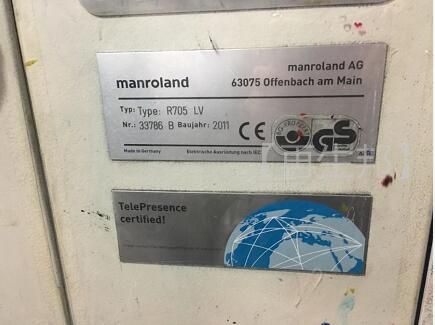 manroland
manroland AG
63075 Offenbach am Main
Typ: Type: R705 LV
Nr.: 33786 B Baujahr: 2011
CE
GS
Made in Germany
Elektrische Ausrüstung nach IEC
TelePresence
certified!